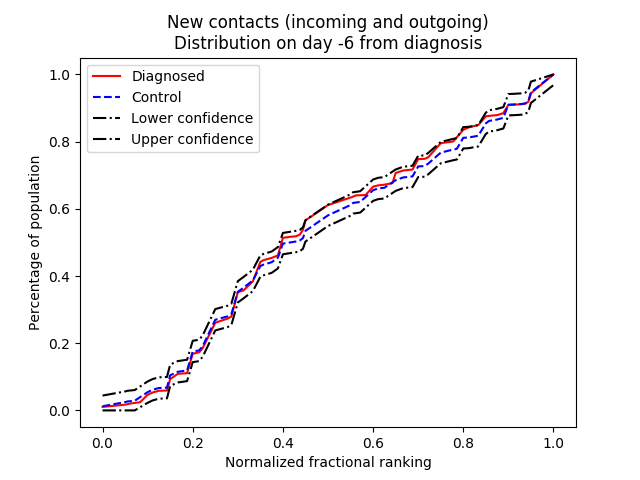 New contacts (incoming and outgoing)
Distribution on day -6 from diagnosis
Diagnosed
Control
Lower confidence
Upper confidence
Percentage of population
1.0
0.8
0.6
0.4
0.2
0.0
0.0 0.2 0.4 0.6 0.8 1.0
Normalized fractional ranking